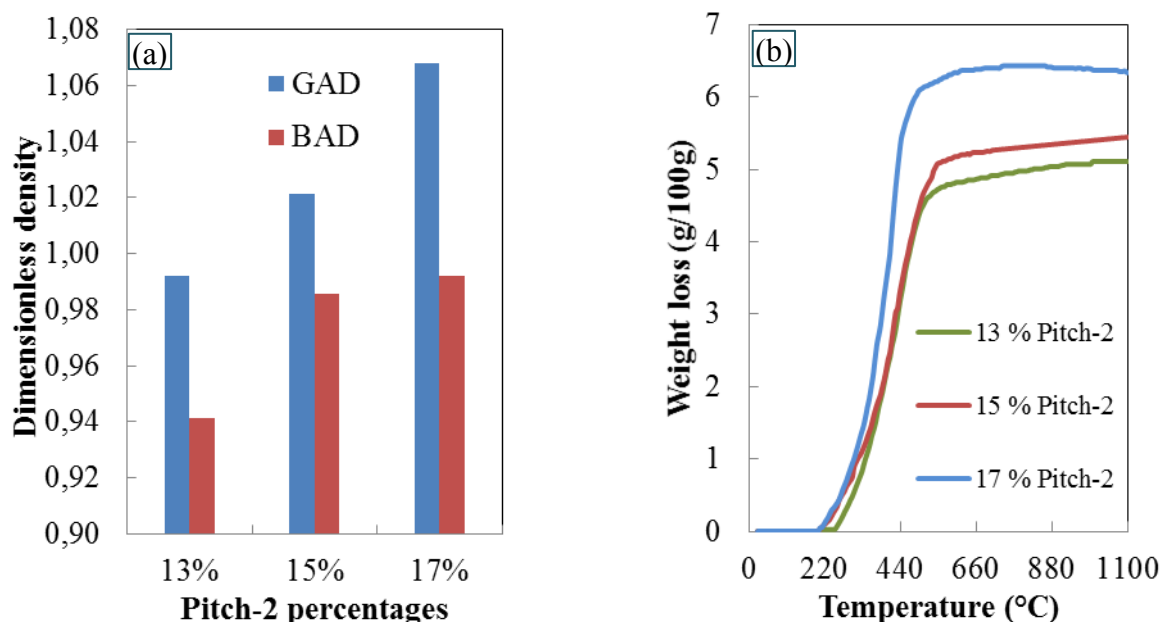 (a)
Dimensionless density
1,08
1,06
1,04
1,02
1,00
0,98
0,96
0,94
0,92
0,90
GAD
BAD
13% 15% 17%
Pitch-2 percentages
(b)
Weight loss (g/100g)
7
6
5
4
3
2
1
0
13 % Pitch-2
15 % Pitch-2
17 % Pitch-2
0 220 440 660 880 1100
Temperature (°C)